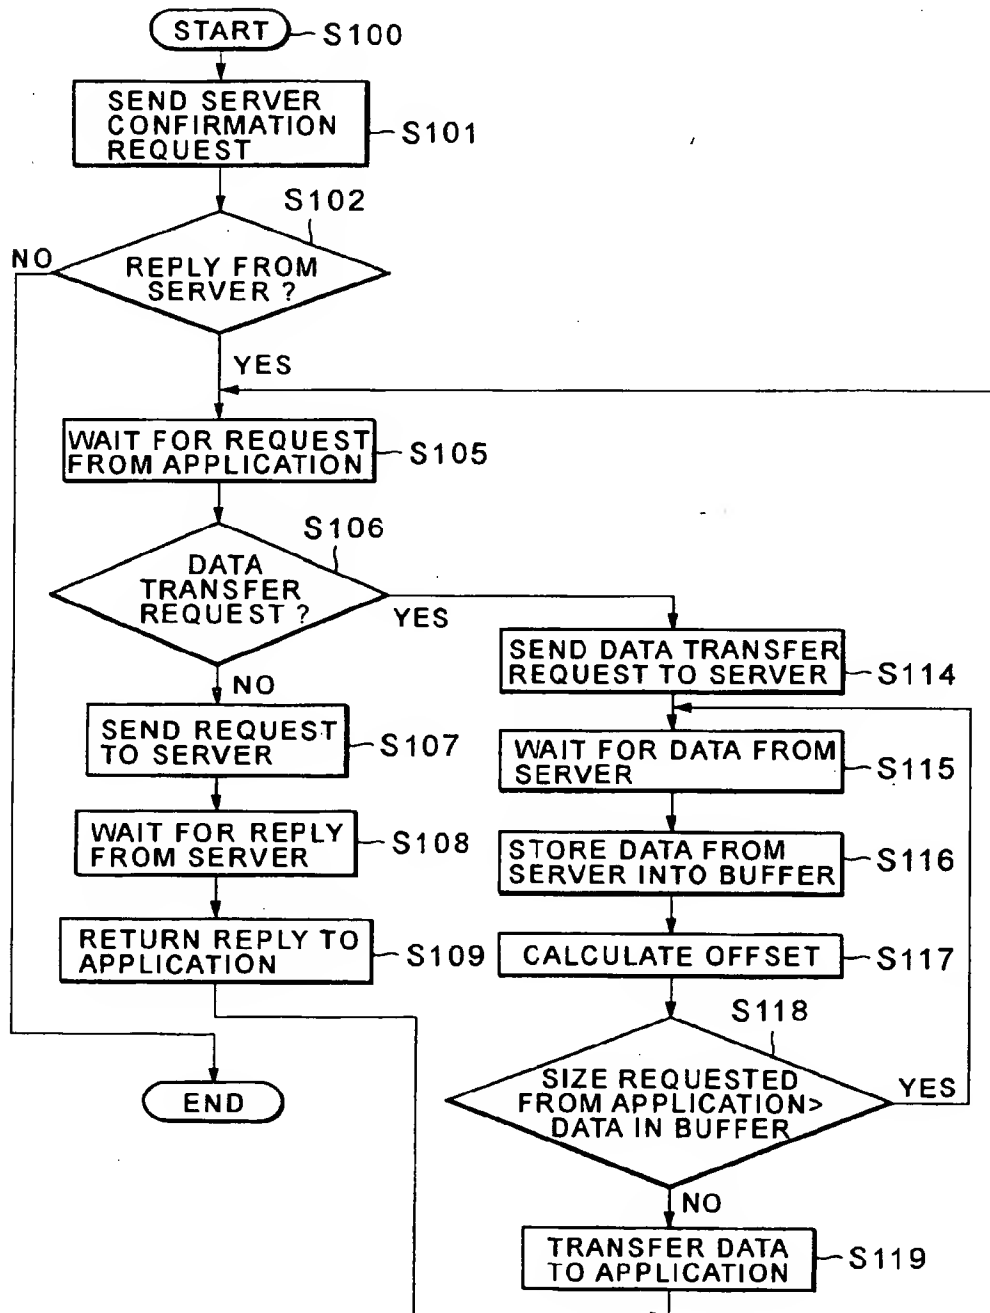 START
S100
SEND SERVER
CONFIRMATION
REQUEST
S101
S102
NO
REPLY FROM
SERVER ?
YES
WAIT FOR REQUEST
FROM APPLICATION
S105
S106
DATA
TRANSFER
REQUEST ?
YES
NO
SEND REQUEST
TO SERVER
S107
WAIT FOR REPLY
FROM SERVER
S108
RETURN REPLY TO
APPLICATION
S109
END
SEND DATA TRANSFER
REQUEST TO SERVER
S114
WAIT FOR DATA FROM
SERVER
S115
STORE DATA FROM
SERVER INTO BUFFER
S116
CALCULATE OFFSET
S117
S118
SIZE REQUESTED
FROM APPLICATION>
DATA IN BUFFER
YES
NO
TRANSFER DATA
TO APPLICATION
S119